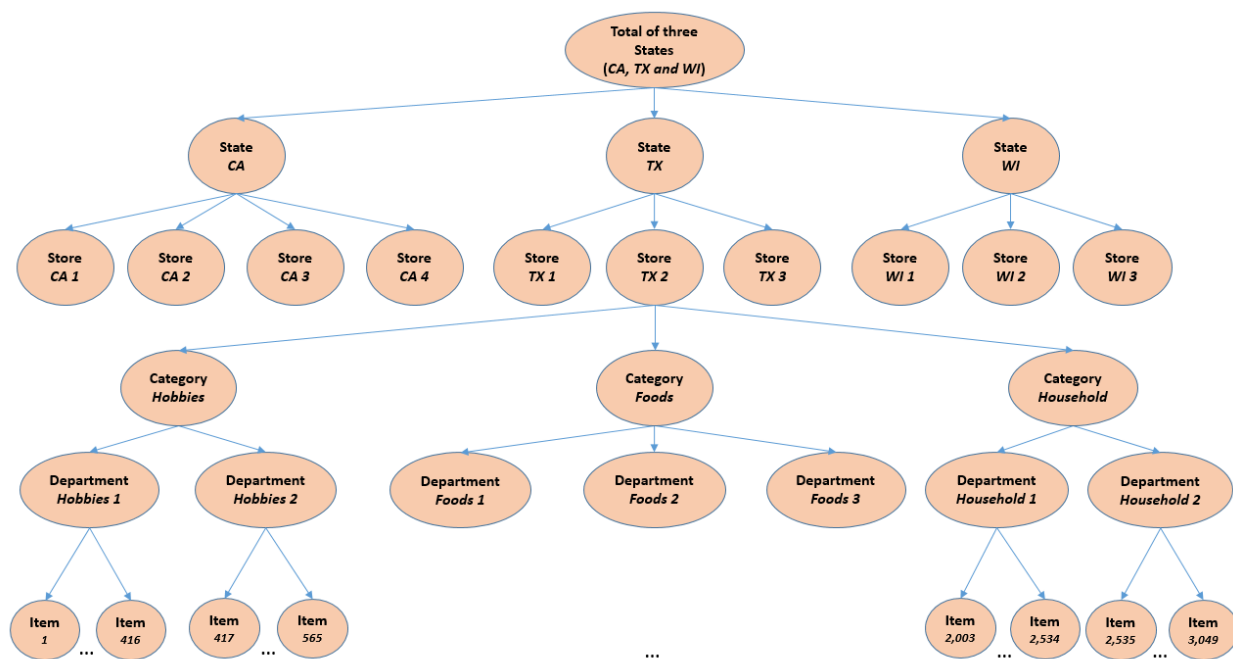 Total of three
States
(CA, TX and WI)
State
CA
State
TX
State
WI
Store
CA 1
Store
CA 2
Store
CA 3
Store
CA 4
Store
TX 1
Store
TX 2
Store
TX 3
Store
WI 1
Store
WI 2
Store
WI 3
Category
Hobbies
Category
Foods
Category
Household
Department
Hobbies 1
Department
Hobbies 2
Department
Foods 1
Department
Foods 2
Department
Foods 3
Department
Household 1
Department
Household 2
Item
1
...
Item
416
Item
417
...
Item
565
...
Item
2,003
...
Item
2,534
Item
2,535
...
Item
3,049